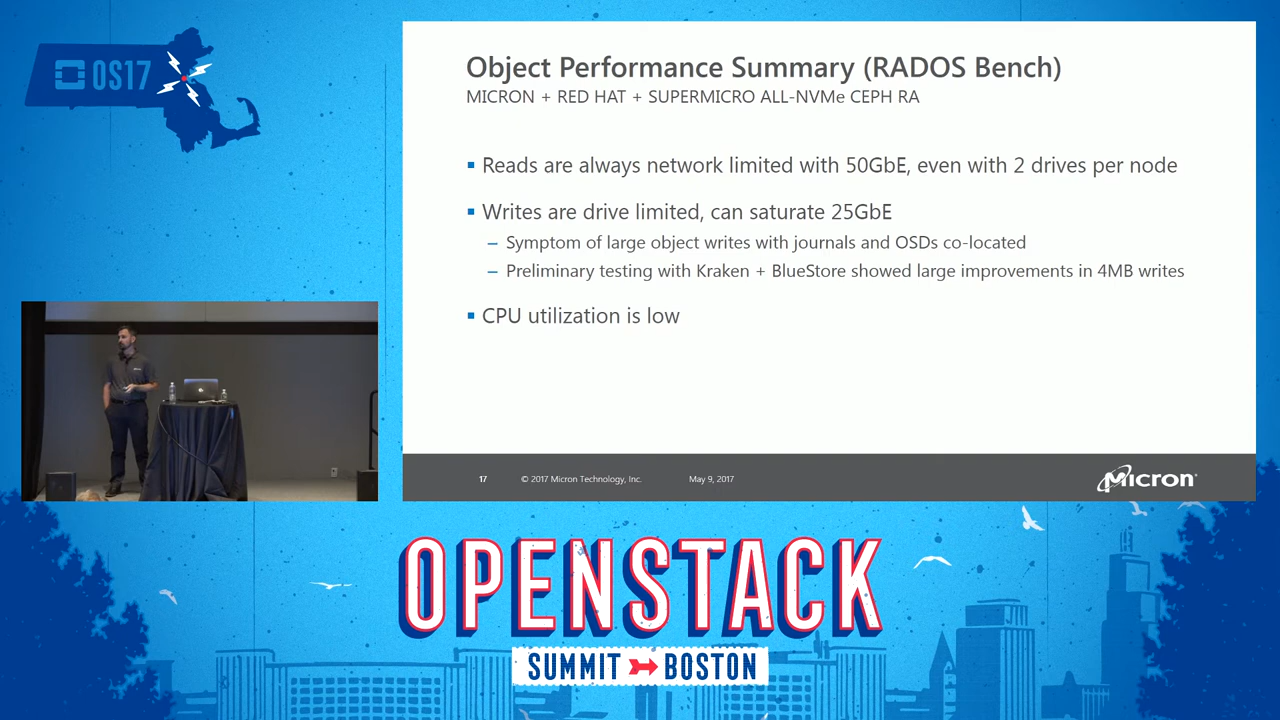 OS17
Object Performance Summary (RADOS Bench)
MICRON + RED HAT + SUPERMICRO ALL-NVMe CEPH RA
▪ Reads are always network limited with 50GbE, even with 2 drives per node
▪ Writes are drive limited, can saturate 25GbE
– Symptom of large object writes with journals and OSDs co-located
– Preliminary testing with Kraken + BlueStore showed large improvements in 4MB writes
▪ CPU utilization is low
17 © 2017 Micron Technology, Inc. May 9, 2017
Micron
OPENSTACK
SUMMIT BOSTON